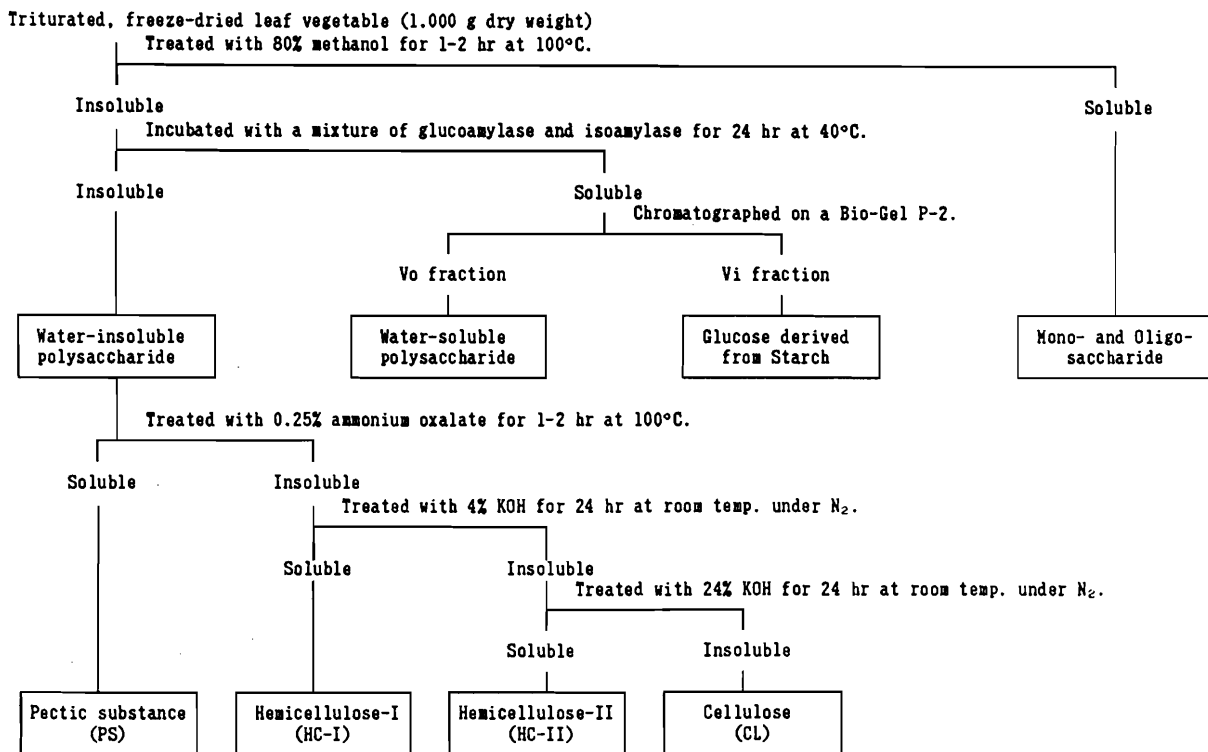 Triturated, freeze-dried leaf vegetable (1.000 g dry weight)
Treated with 80% methanol for 1-2 hr at 100°C.
Insoluble
Soluble
Incubated with a mixture of glucoamylase and isoamylase for 24 hr at 40°C.
Insoluble
Soluble
Chromatographed on a Bio-Gel P-2.
Vo fraction
Vi fraction
Water-insoluble
polysaccharide
Water-soluble
polysaccharide
Glucose derived
from Starch
Mono- and Oligo-
saccharide
Treated with 0.25% ammonium oxalate for 1-2 hr at 100°C.
Soluble
Insoluble
Treated with 4% KOH for 24 hr at room temp. under N₂.
Soluble
Insoluble
Treated with 24% KOH for 24 hr at room temp. under N₂.
Soluble
Insoluble
Pectic substance
(PS)
Hemicellulose-I
(HC-I)
Hemicellulose-II
(HC-II)
Cellulose
(CL)